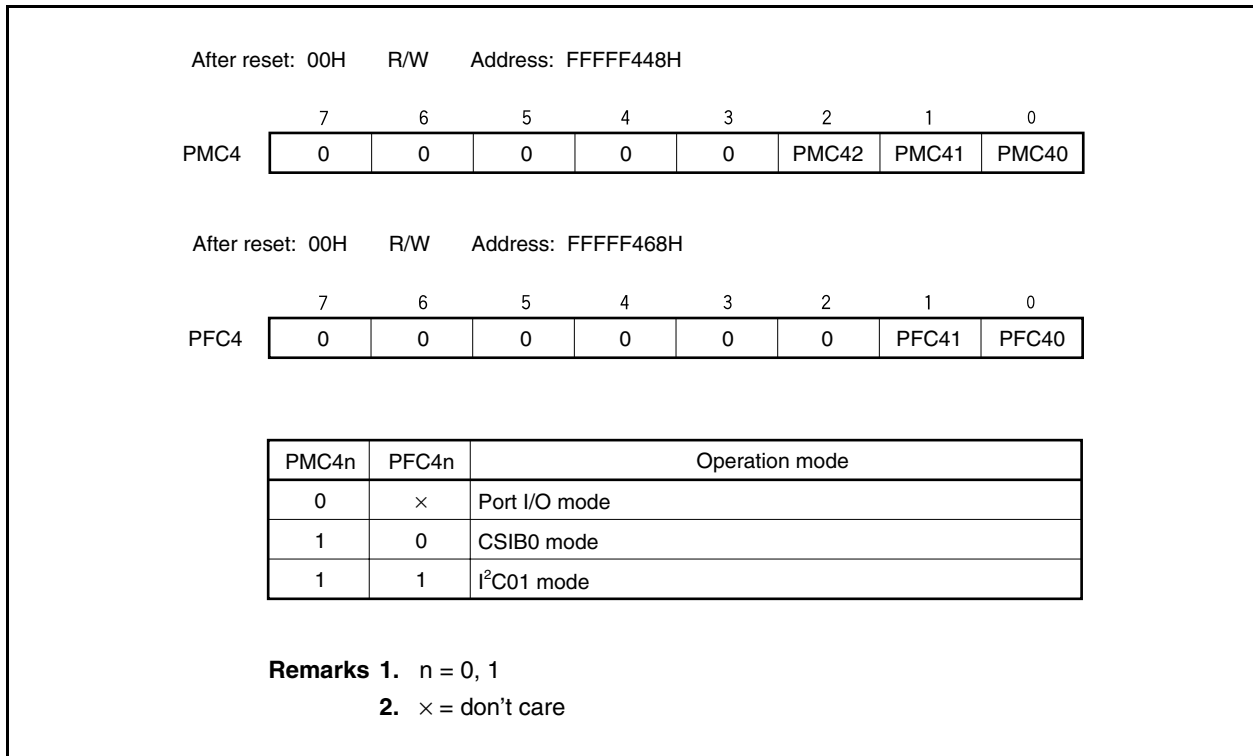 After reset: 00H R/W Address: FFFFF448H
7 6 5 4 3 2 1 0
PMC4 0 0 0 0 0 PMC42 PMC41 PMC40
After reset: 00H R/W Address: FFFFF468H
7 6 5 4 3 2 1 0
PFC4 0 0 0 0 0 0 PFC41 PFC40
PMC4n PFC4n Operation mode
0 × Port I/O mode
1 0 CSIB0 mode
1 1 I²C01 mode
Remarks 1. n = 0, 1
2. × = don't care